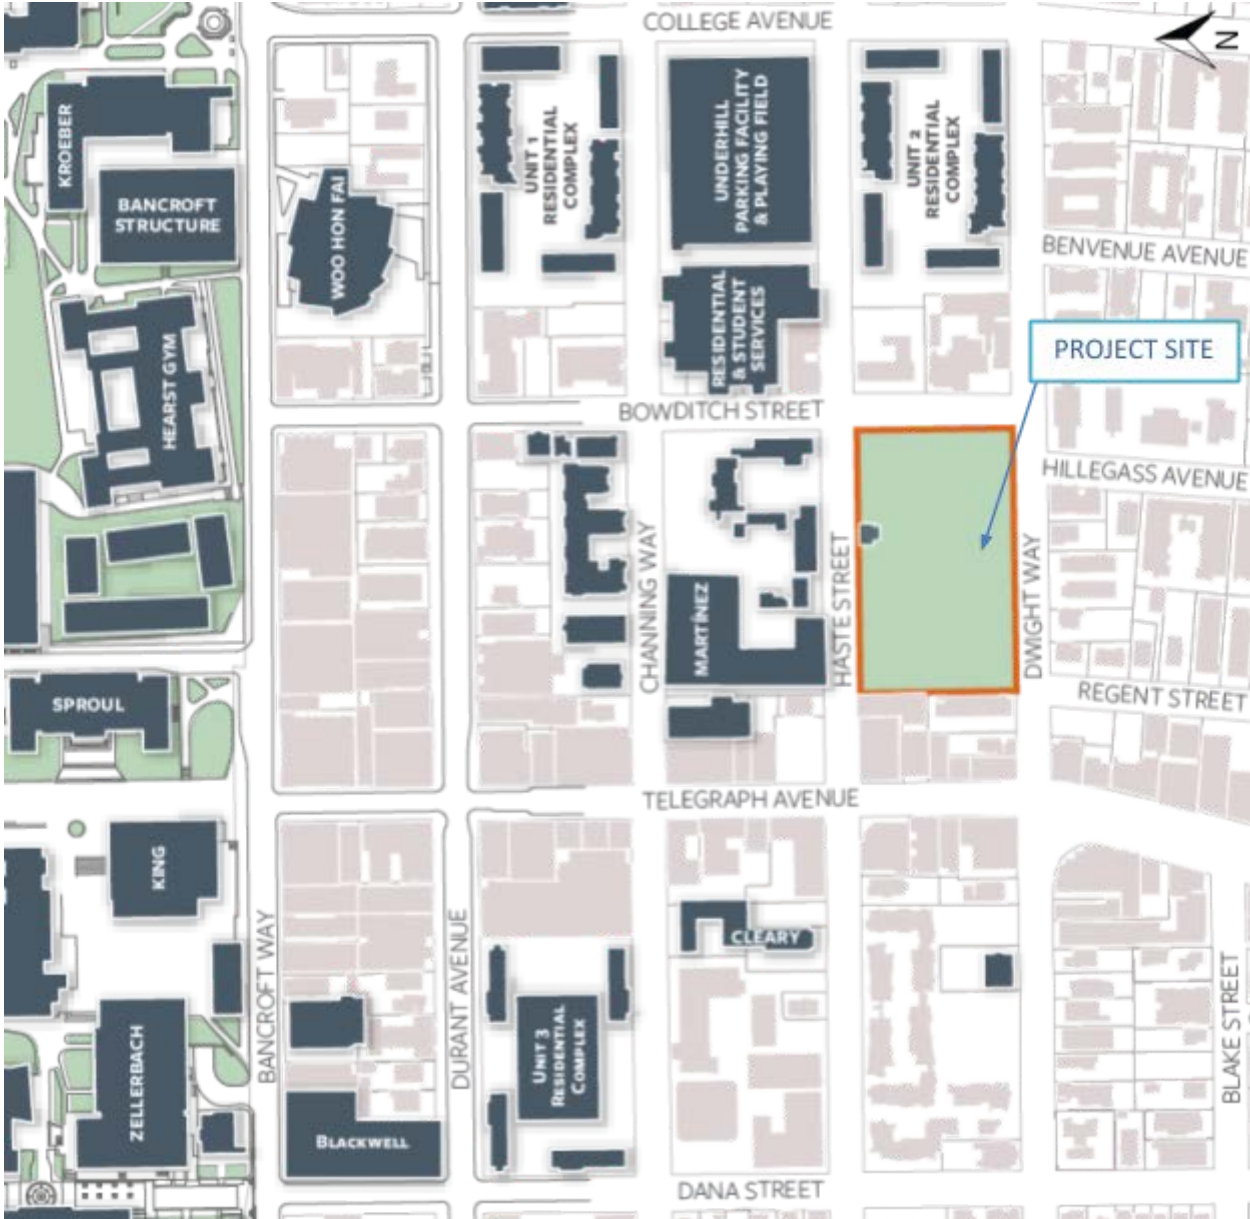 COLLEGE AVENUE
N
KROEBER
BANCROFT
STRUCTURE
WOO HON FAI
UNIT 1
RESIDENTIAL
COMPLEX
UNDERHILL
PARKING FACILITY
& PLAYING FIELD
UNIT 2
RESIDENTIAL
COMPLEX
BENVENUE AVENUE
HEARST GYM
RESIDENTIAL
& STUDENT
SERVICES
PROJECT SITE
BOWDITCH STREET
HILLEGASS AVENUE
CHANNING WAY
MARTÍNEZ
HASTE STREET
DWIGHT WAY
SPROUL
REGENT STREET
TELEGRAPH AVENUE
KING
BANCROFT WAY
DURANT AVENUE
CLEARY
BLAKE STREET
ZELLERBACH
UNIT 3
RESIDENTIAL
COMPLEX
BLACKWELL
DANA STREET